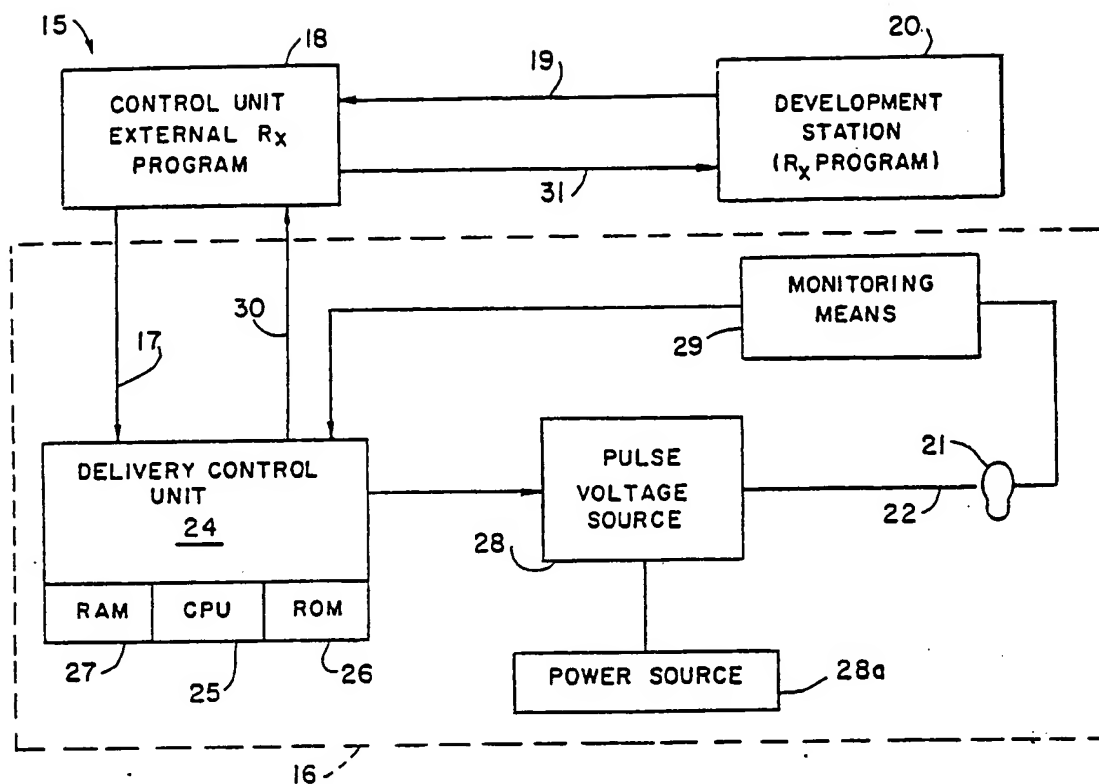 15
18
CONTROL UNIT
EXTERNAL Rx
PROGRAM
19
31
20
DEVELOPMENT
STATION
(Rx PROGRAM)
17
30
MONITORING
MEANS
29
DELIVERY CONTROL
UNIT
24
RAM
CPU
ROM
27
25
26
PULSE
VOLTAGE
SOURCE
28
21
22
POWER SOURCE
28a
16